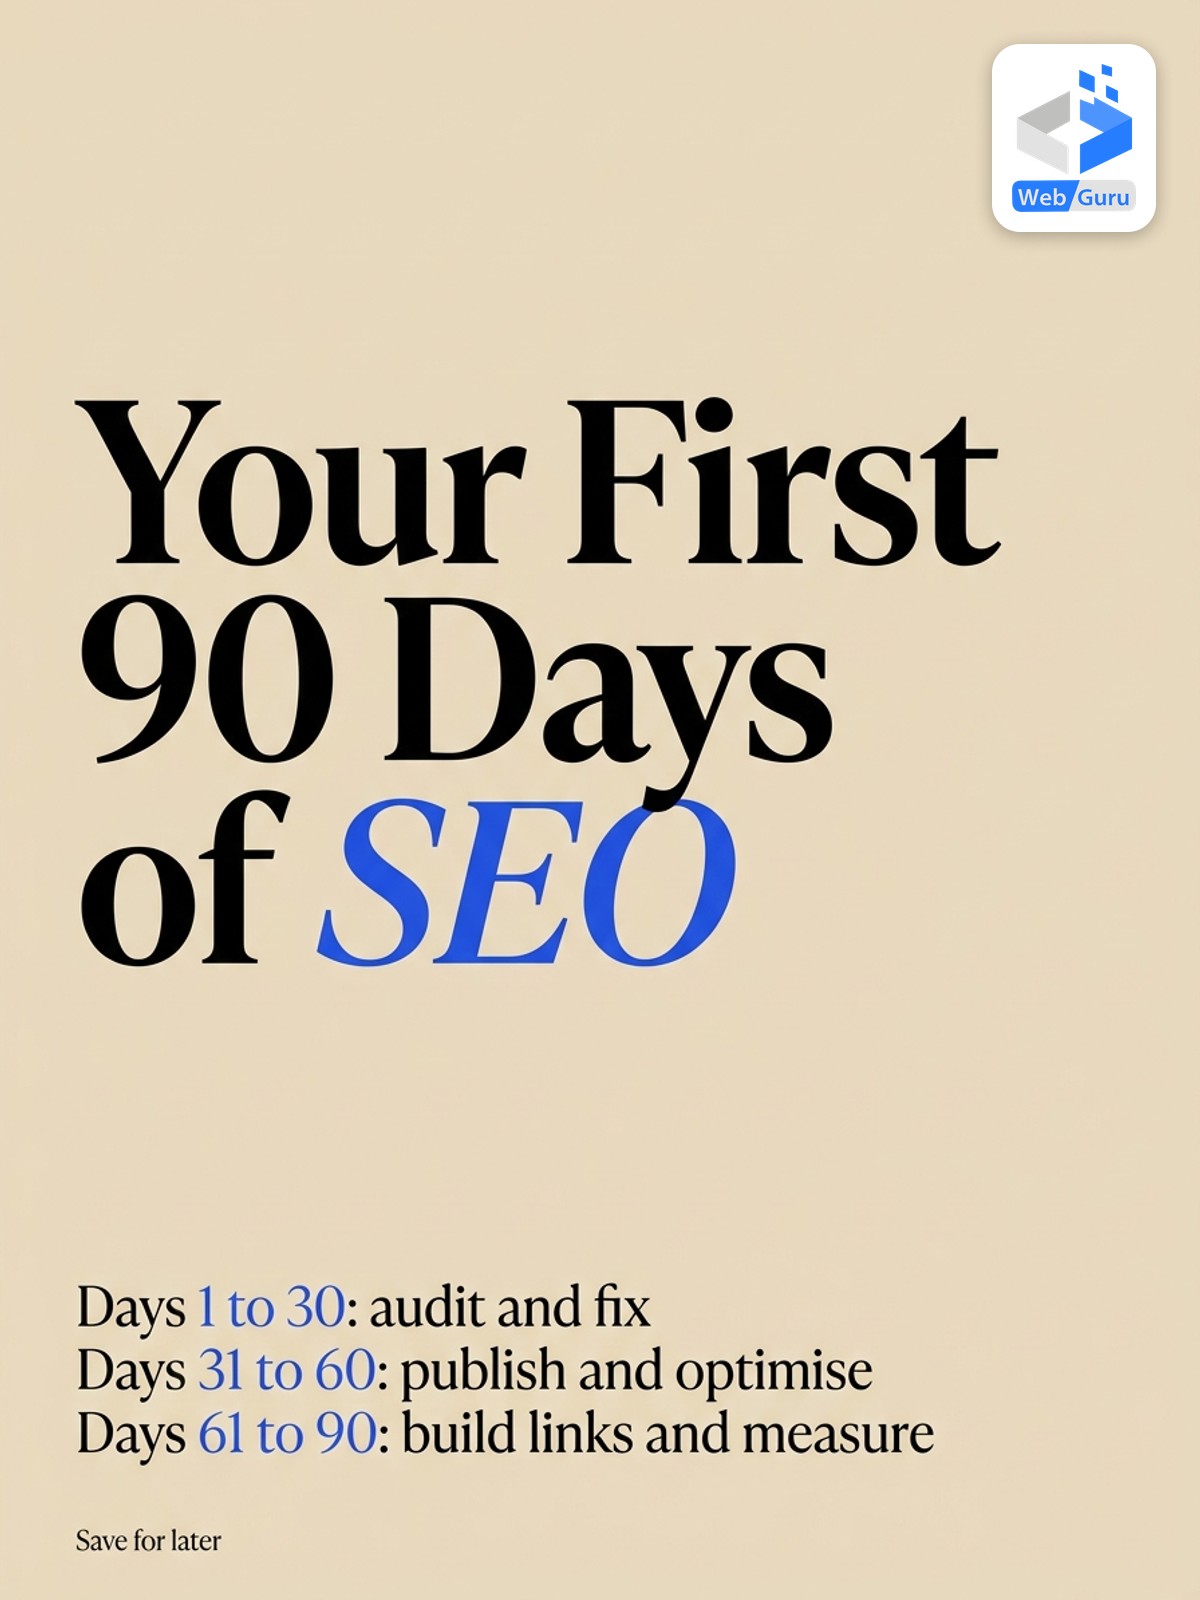 Web Guru
Your First
90 Days
of SEO
Days 1 to 30: audit and fix
Days 31 to 60: publish and optimise
Days 61 to 90: build links and measure
Save for later